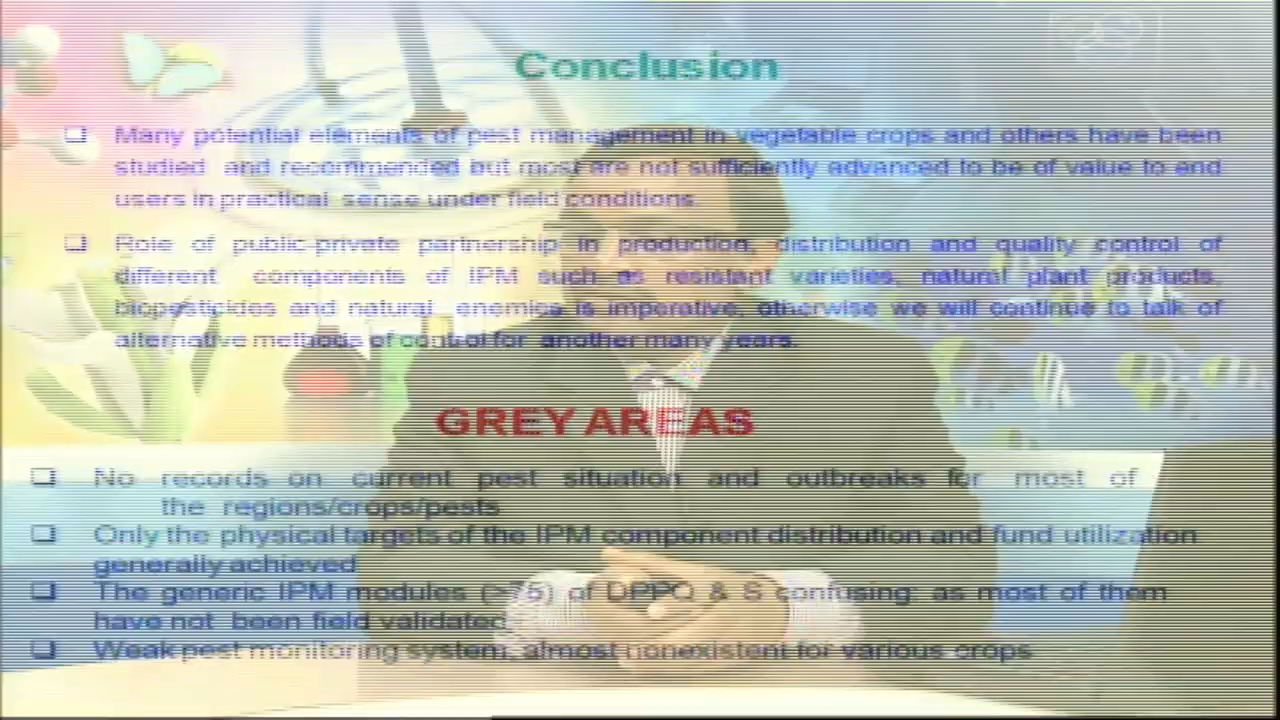 Conclusion
❑ Many potential elements of pest management in vegetable crops and others have been
studied and recommended but most are not sufficiently advanced to be of value to end
users in practical sense under field conditions.
❑ Role of public-private partnership in production, distribution and quality control of
different components of IPM such as resistant varieties, natural plant products,
biopesticides and natural enemies is imperative, otherwise we will continue to talk of
alternative methods of control for another many years.
GREY AREAS
❑ No records on current pest situation and outbreaks for most of
the regions/crops/pests
❑ Only the physical targets of the IPM component distribution and fund utilization
generally achieved
❑ The generic IPM modules (≥75) of DPPQ & S confusing; as most of them
have not been field validated
❑ Weak pest monitoring system, almost nonexistent for various crops